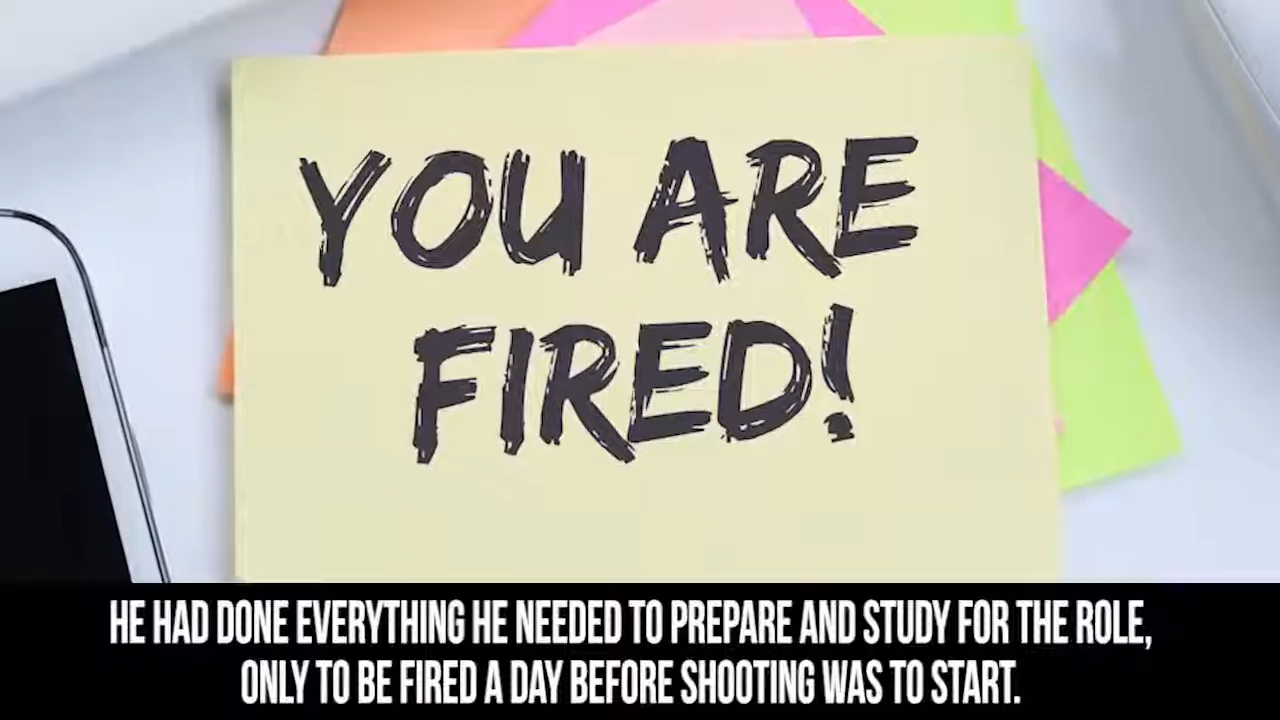 YOU ARE
FIRED!
HE HAD DONE EVERYTHING HE NEEDED TO PREPARE AND STUDY FOR THE ROLE,
ONLY TO BE FIRED A DAY BEFORE SHOOTING WAS TO START.